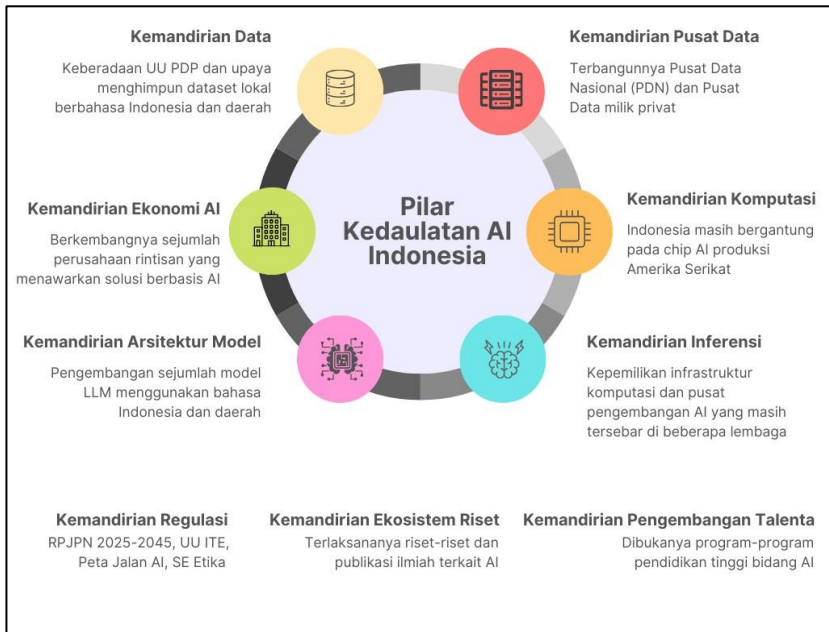 Kemandirian Data
Keberadaan UU PDP dan upaya
menghimpun dataset lokal
berbahasa Indonesia dan daerah
Kemandirian Pusat Data
Terbangunnya Pusat Data
Nasional (PDN) dan Pusat
Data milik privat
Kemandirian Ekonomi AI
Berkembangnya sejumlah
perusahaan rintisan yang
menawarkan solusi berbasis AI
Pilar
Kedaulatan AI
Indonesia
Kemandirian Komputasi
Indonesia masih bergantung
pada chip AI produksi
Amerika Serikat
Kemandirian Arsitektur Model
Pengembangan sejumlah model
LLM menggunakan bahasa
Indonesia dan daerah
Kemandirian Inferensi
Kepemilikan infrastruktur
komputasi dan pusat
pengembangan AI yang masih
tersebar di beberapa lembaga
Kemandirian Regulasi
RPJPN 2025-2045, UU ITE,
Peta Jalan AI, SE Etika
Kemandirian Ekosistem Riset
Terlaksananya riset-riset dan
publikasi ilmiah terkait AI
Kemandirian Pengembangan Talenta
Dibukanya program-program
pendidikan tinggi bidang AI